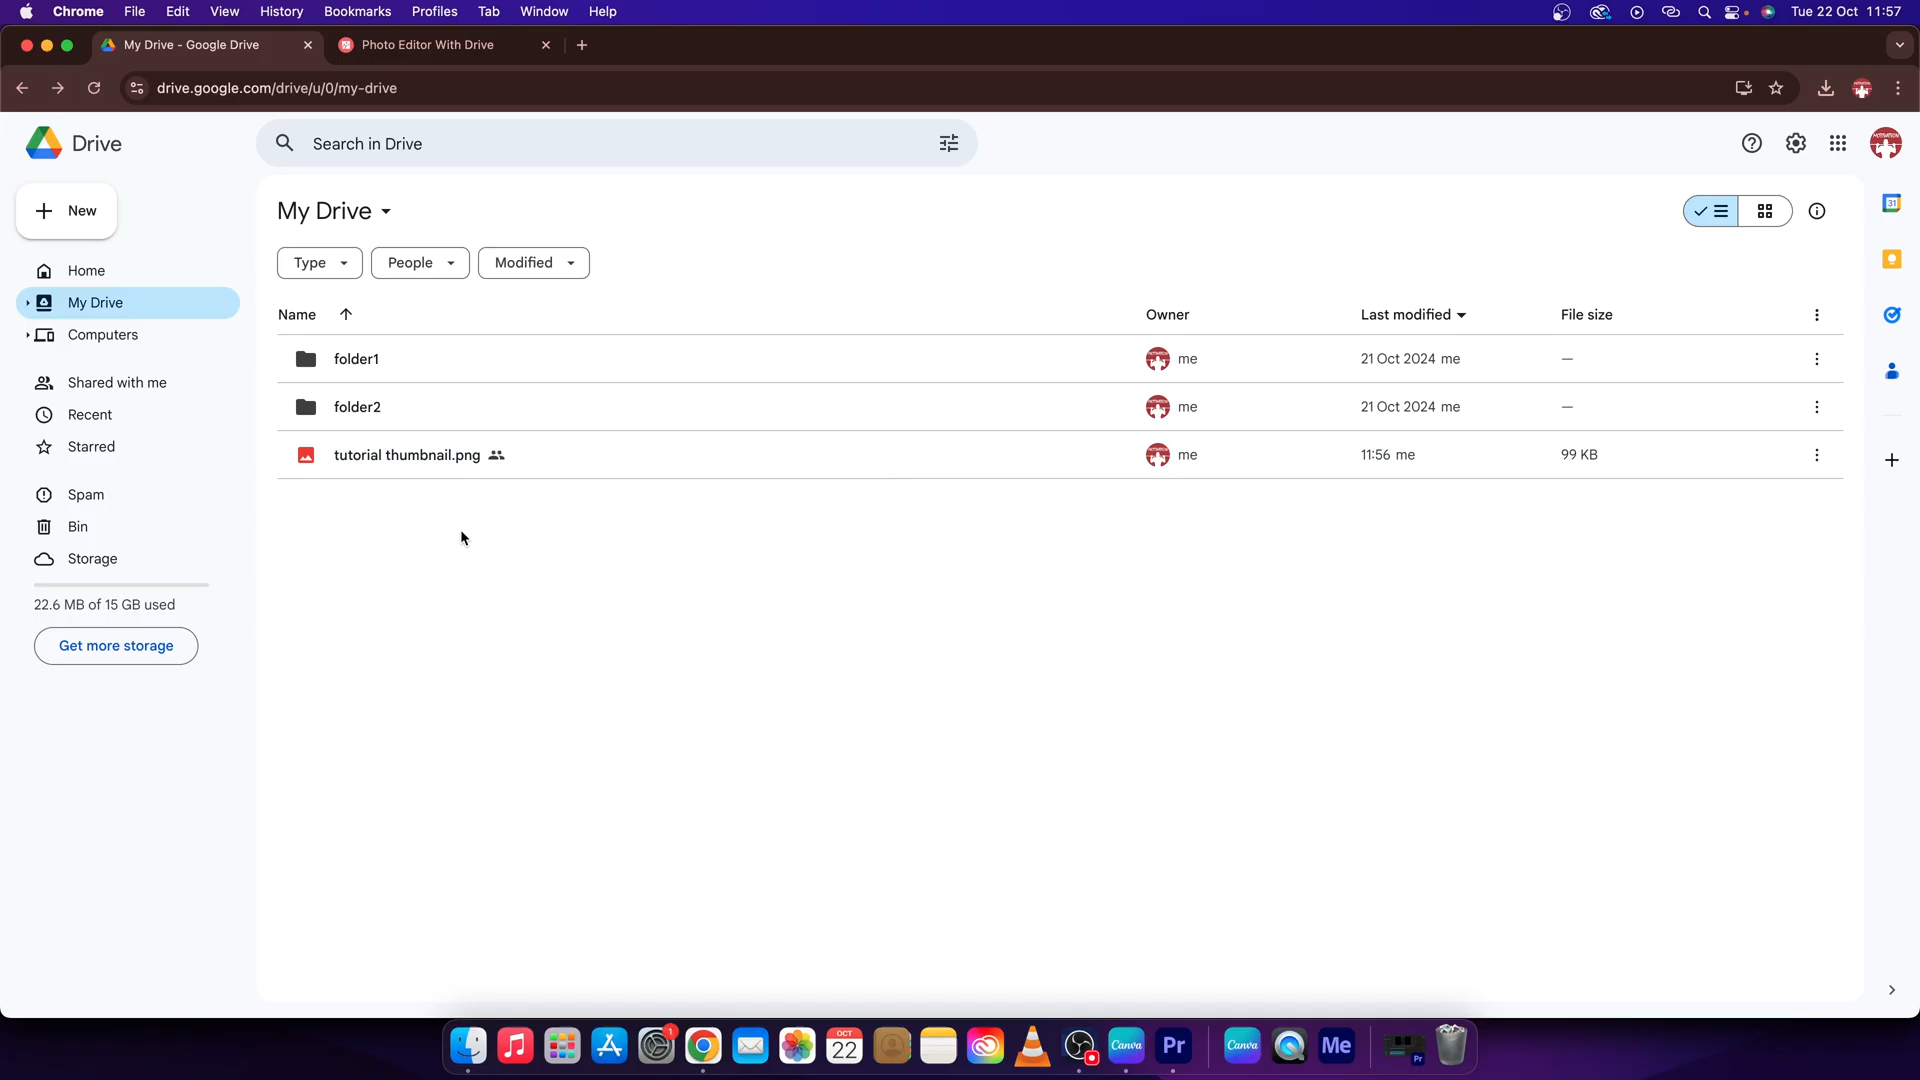 Chrome File Edit View History Bookmarks Profiles Tab Window Help
Tue 22 Oct 11:57
My Drive - Google Drive
Photo Editor With Drive
drive.google.com/drive/u/0/my-drive
Drive
Search in Drive
New
Home
My Drive
Computers
Shared with me
Recent
Starred
Spam
Bin
Storage
22.6 MB of 15 GB used
Get more storage
My Drive
Type
People
Modified
Name Owner Last modified File size
folder1 me 21 Oct 2024 me —
folder2 me 21 Oct 2024 me —
tutorial thumbnail.png me 11:56 me 99 KB
31
1
OCT
22
Canva
Pr
Canva
Me
Pr